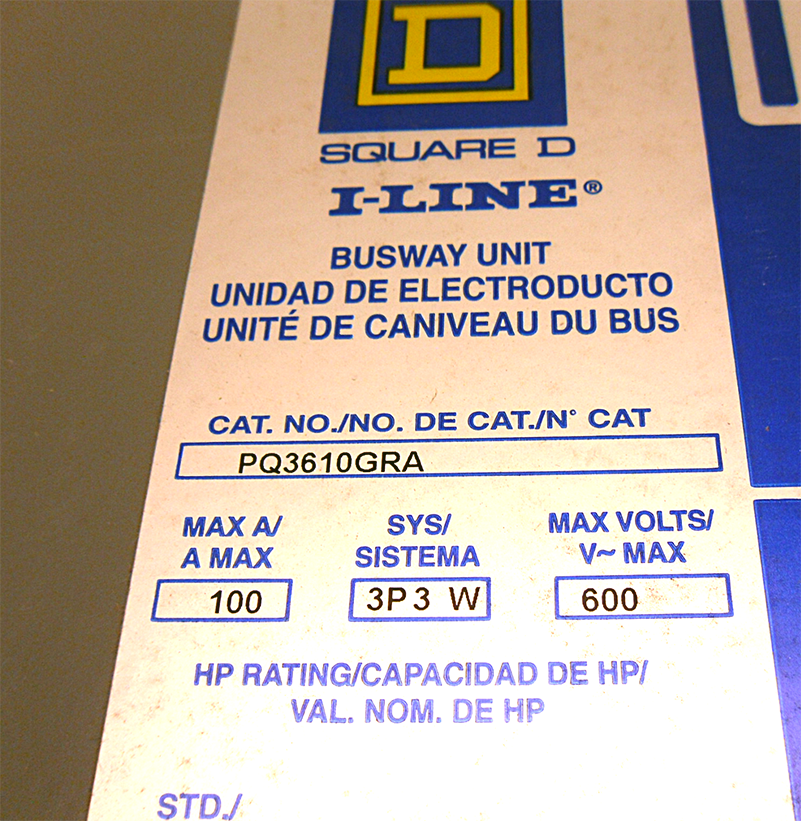 D
SQUARE D
I-LINE®
BUSWAY UNIT
UNIDAD DE ELECTRODUCTO
UNITÉ DE CANIVEAU DU BUS
CAT. NO./NO. DE CAT./N° CAT
PQ3610GRA
MAX A/ SYS/ MAX VOLTS/
A MAX SISTEMA V~ MAX
100 3P3 W 600
HP RATING/CAPACIDAD DE HP/
VAL. NOM. DE HP
STD./